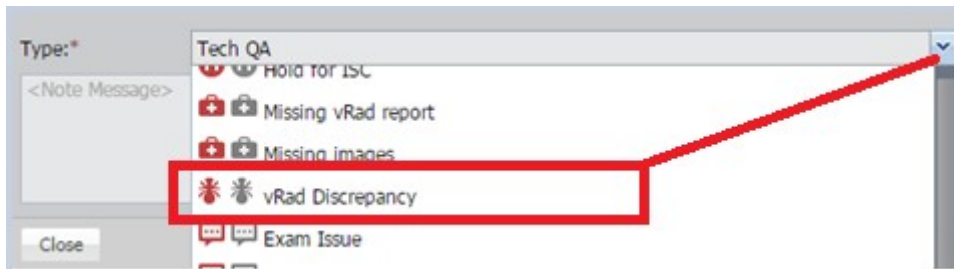 Type:* Tech QA
<Note Message> Hold for ISC
Missing vRad report
Missing images
vRad Discrepancy
Close Exam Issue